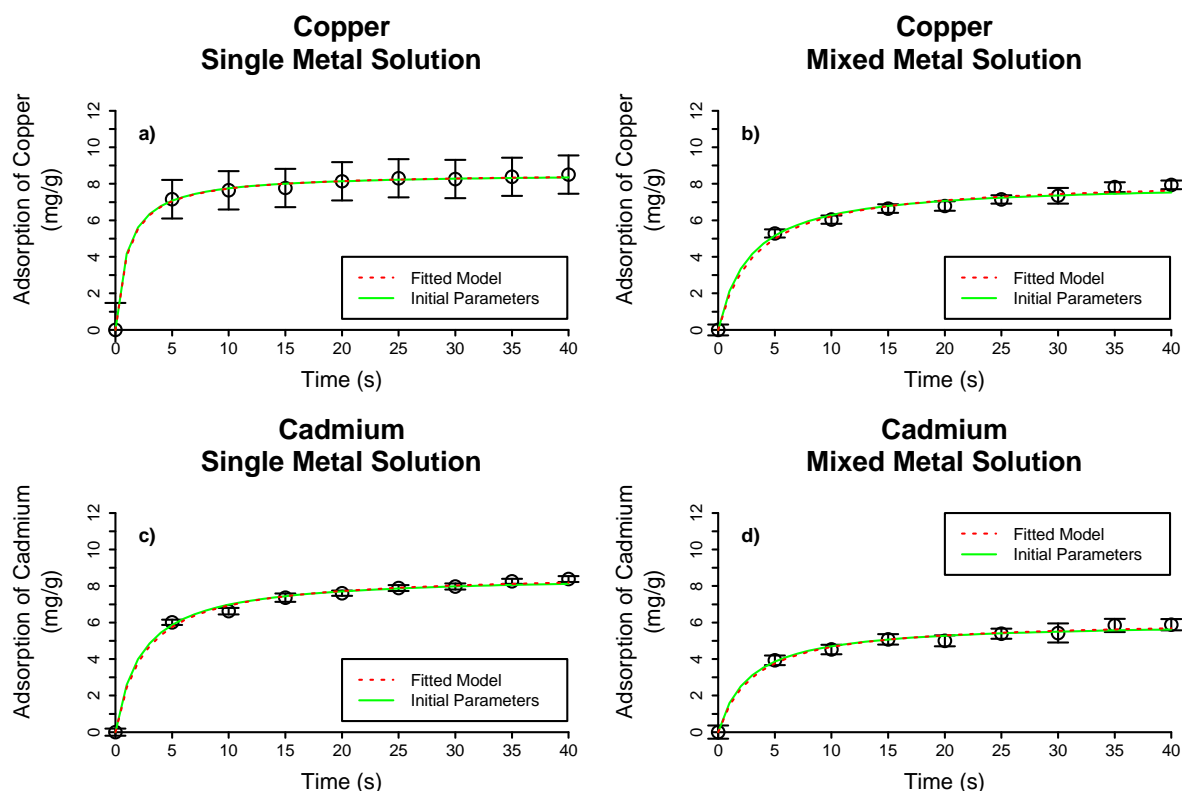 Copper
Single Metal Solution
a)
Adsorption of Copper
(mg/g)
0 2 4 6 8 10 12
Fitted Model
Initial Parameters
0 5 10 15 20 25 30 35 40
Time (s)
Copper
Mixed Metal Solution
b)
Adsorption of Copper
(mg/g)
0 2 4 6 8 10 12
Fitted Model
Initial Parameters
0 5 10 15 20 25 30 35 40
Time (s)
Cadmium
Single Metal Solution
c)
Adsorption of Cadmium
(mg/g)
0 2 4 6 8 10 12
Fitted Model
Initial Parameters
0 5 10 15 20 25 30 35 40
Time (s)
Cadmium
Mixed Metal Solution
d)
Adsorption of Cadmium
(mg/g)
0 2 4 6 8 10 12
Fitted Model
Initial Parameters
0 5 10 15 20 25 30 35 40
Time (s)